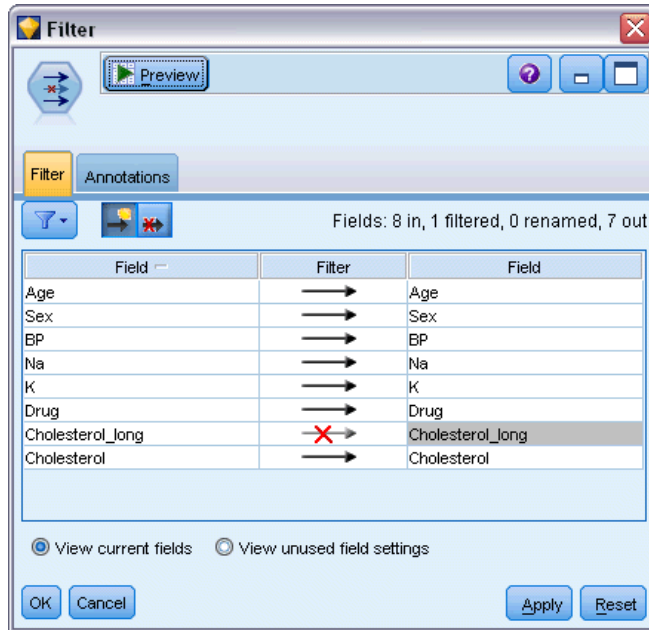 Filter
Preview
Filter Annotations
Fields: 8 in, 1 filtered, 0 renamed, 7 out
Field Filter Field
Age Age
Sex Sex
BP BP
Na Na
K K
Drug Drug
Cholesterol_long Cholesterol_long
Cholesterol Cholesterol
View current fields View unused field settings
OK Cancel Apply Reset